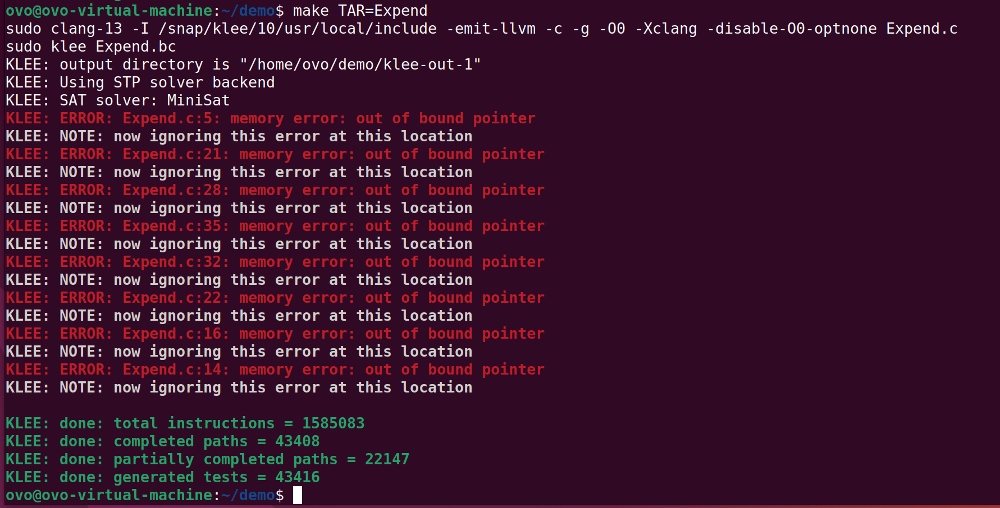 ovo@ovo-virtual-machine:~/demo$ make TAR=Expend
sudo clang-13 -I /snap/klee/10/usr/local/include -emit-llvm -c -g -O0 -Xclang -disable-O0-optnone Expend.c
sudo klee Expend.bc
KLEE: output directory is "/home/ovo/demo/klee-out-1"
KLEE: Using STP solver backend
KLEE: SAT solver: MiniSat
KLEE: ERROR: Expend.c:5: memory error: out of bound pointer
KLEE: NOTE: now ignoring this error at this location
KLEE: ERROR: Expend.c:21: memory error: out of bound pointer
KLEE: NOTE: now ignoring this error at this location
KLEE: ERROR: Expend.c:28: memory error: out of bound pointer
KLEE: NOTE: now ignoring this error at this location
KLEE: ERROR: Expend.c:35: memory error: out of bound pointer
KLEE: NOTE: now ignoring this error at this location
KLEE: ERROR: Expend.c:32: memory error: out of bound pointer
KLEE: NOTE: now ignoring this error at this location
KLEE: ERROR: Expend.c:22: memory error: out of bound pointer
KLEE: NOTE: now ignoring this error at this location
KLEE: ERROR: Expend.c:16: memory error: out of bound pointer
KLEE: NOTE: now ignoring this error at this location
KLEE: ERROR: Expend.c:14: memory error: out of bound pointer
KLEE: NOTE: now ignoring this error at this location
KLEE: done: total instructions = 1585083
KLEE: done: completed paths = 43408
KLEE: done: partially completed paths = 22147
KLEE: done: generated tests = 43416
ovo@ovo-virtual-machine:~/demo$